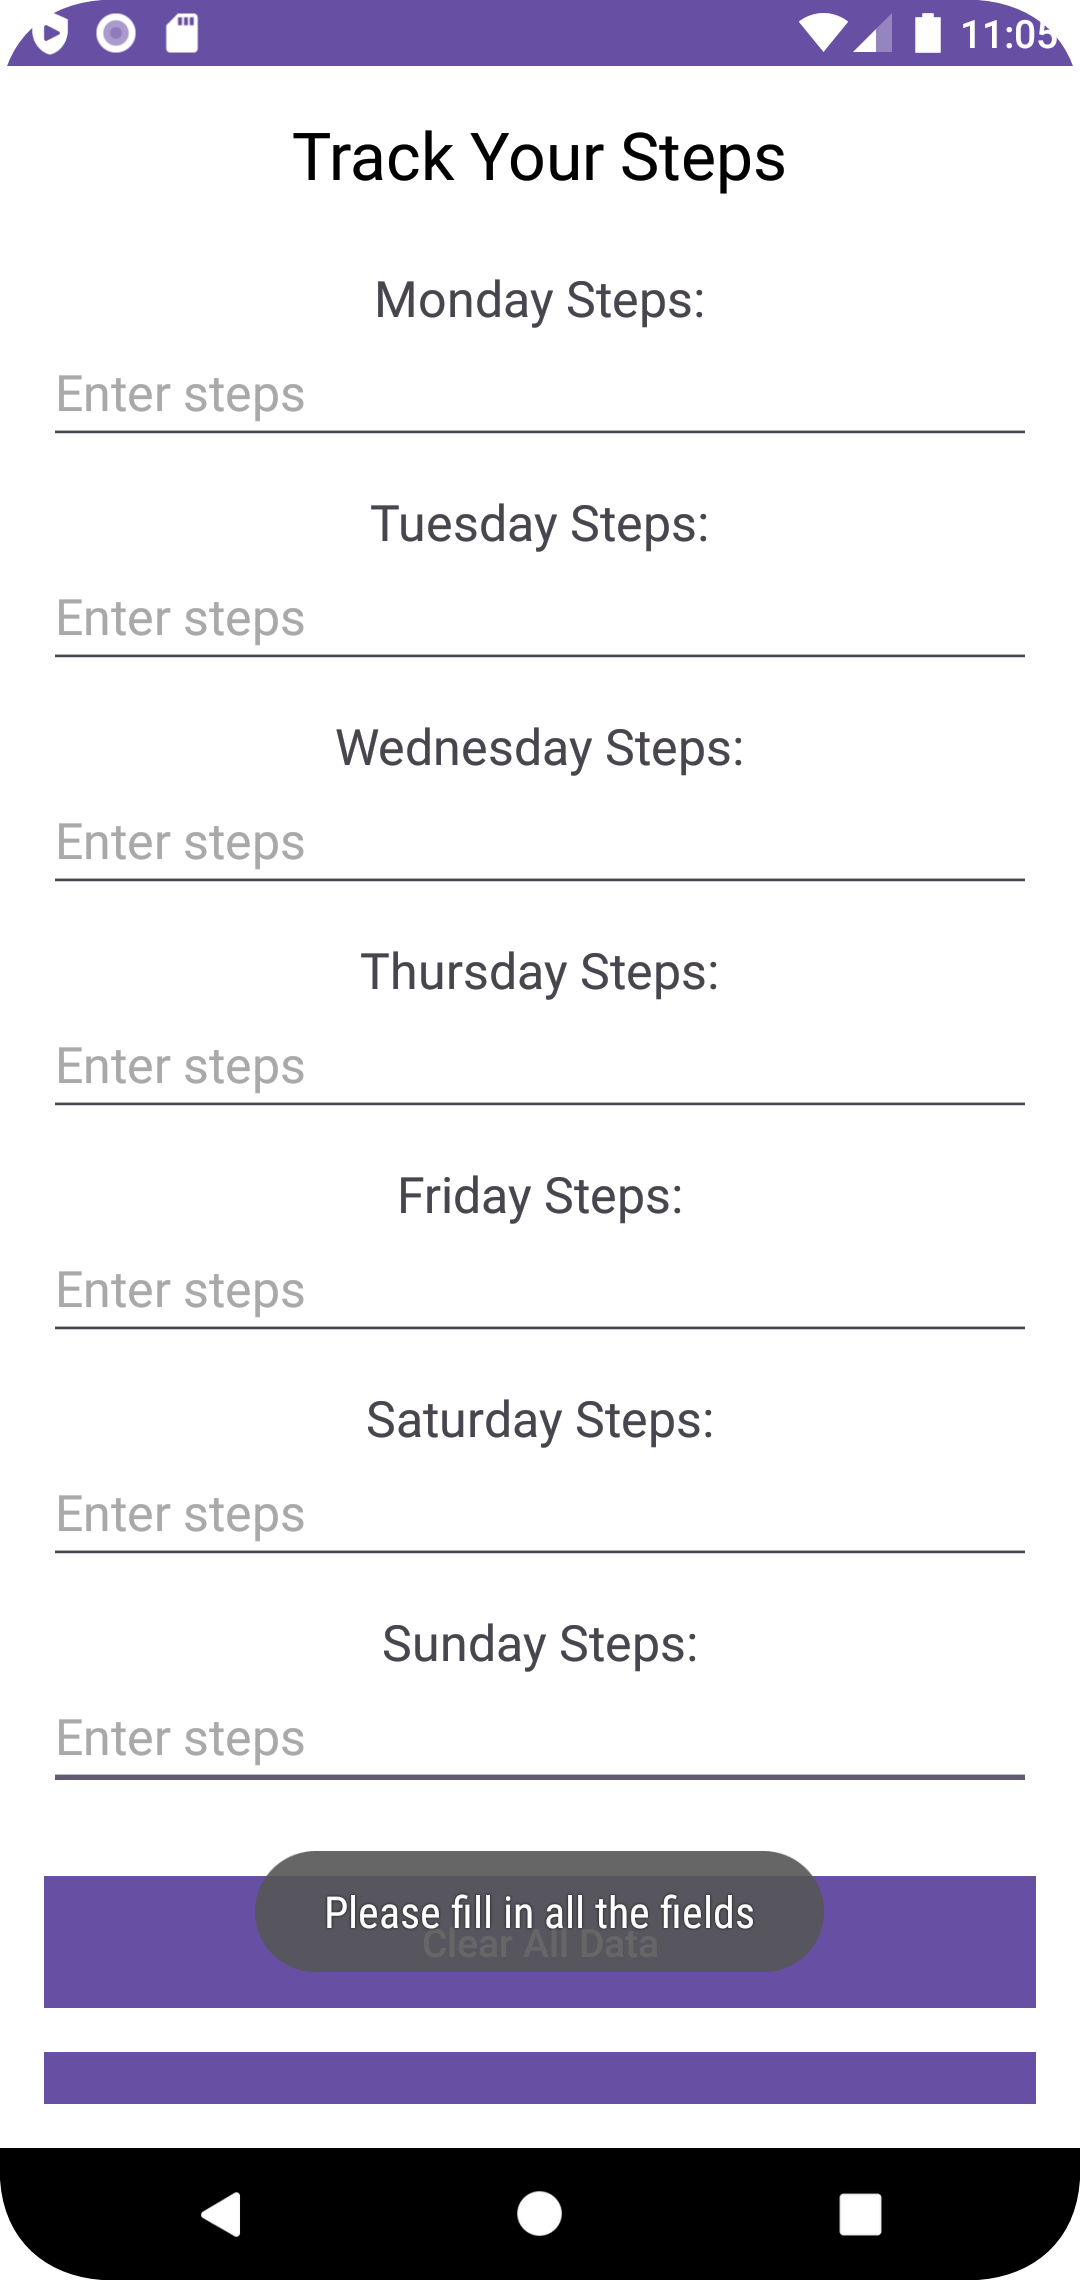 11:05
Track Your Steps
Monday Steps:
Enter steps
Tuesday Steps:
Enter steps
Wednesday Steps:
Enter steps
Thursday Steps:
Enter steps
Friday Steps:
Enter steps
Saturday Steps:
Enter steps
Sunday Steps:
Enter steps
Please fill in all the fields
Clear All Data